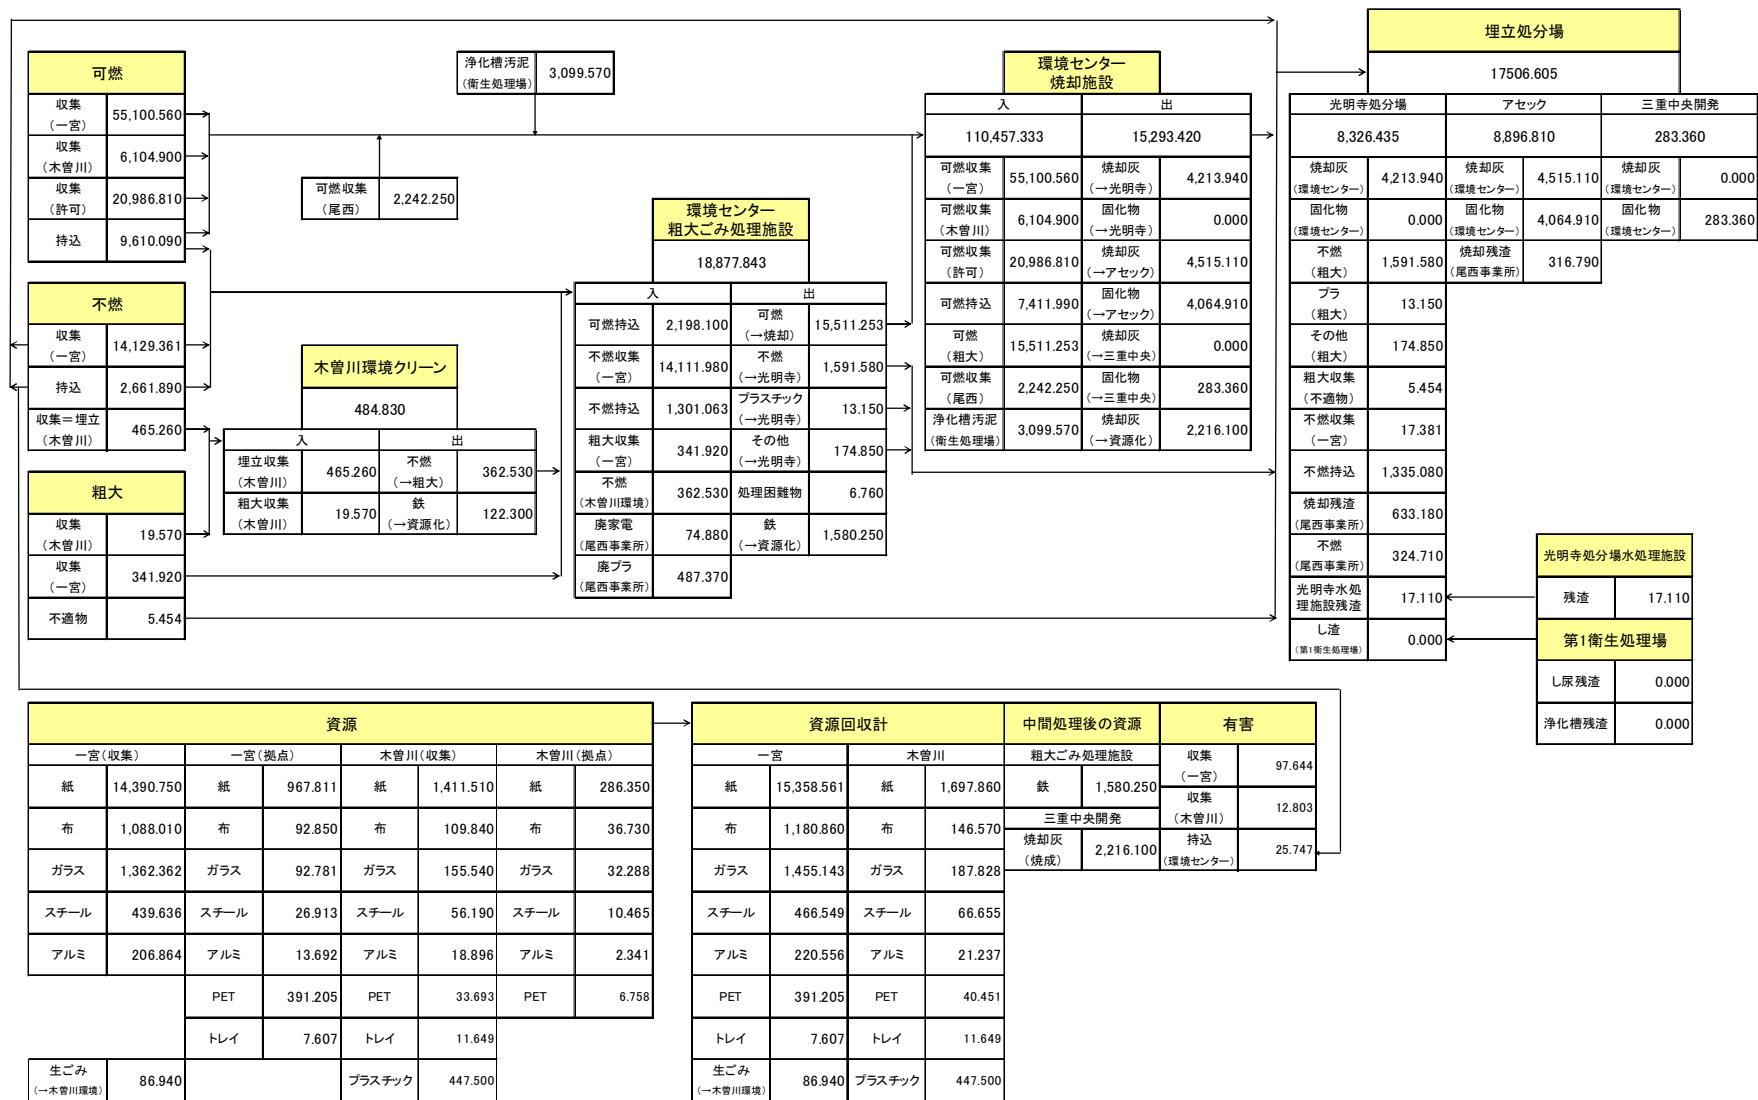 可燃
収集
（一宮）
55,100.560
収集
（木曽川）
6,104.900
収集
（許可）
20,986.810
持込
9,610.090
不燃
収集
（一宮）
14,129.361
持込
2,661.890
収集＝埋立
（木曽川）
465.260
粗大
収集
（木曽川）
19.570
収集
（一宮）
341.920
不適物
5.454
浄化槽汚泥
（衛生処理場）
3,099.570
可燃収集
（尾西）
2,242.250
木曽川環境クリーン
484.830
入
出
埋立収集
（木曽川）
465.260
不燃
（→粗大）
362.530
粗大収集
（木曽川）
19.570
鉄
（→資源化）
122.300
環境センター
粗大ごみ処理施設
18,877.843
入
出
可燃持込
2,198.100
可燃
（→焼却）
15,511.253
不燃収集
（一宮）
14,111.980
不燃
（→光明寺）
1,591.580
不燃持込
1,301.063
プラスチック
（→光明寺）
13.150
粗大収集
（一宮）
341.920
その他
（→光明寺）
174.850
不燃
（木曽川環境）
362.530
処理困難物
6.760
廃家電
（尾西事業所）
74.880
鉄
（→資源化）
1,580.250
廃プラ
（尾西事業所）
487.370
環境センター
焼却施設
入
出
110,457.333
15,293.420
可燃収集
（一宮）
55,100.560
焼却灰
（→光明寺）
4,213.940
可燃収集
（木曽川）
6,104.900
固化物
（→光明寺）
0.000
可燃収集
（許可）
20,986.810
焼却灰
（→アセック）
4,515.110
可燃持込
7,411.990
固化物
（→アセック）
4,064.910
可燃
（粗大）
15,511.253
焼却灰
（→三重中央）
0.000
可燃収集
（尾西）
2,242.250
固化物
（→三重中央）
283.360
浄化槽汚泥
（衛生処理場）
3,099.570
焼却灰
（→資源化）
2,216.100
埋立処分場
17506.605
光明寺処分場
アセック
三重中央開発
8,326.435
8,896.810
283.360
焼却灰
（環境センター）
4,213.940
焼却灰
（環境センター）
4,515.110
焼却灰
（環境センター）
0.000
固化物
（環境センター）
0.000
固化物
（環境センター）
4,064.910
固化物
（環境センター）
283.360
不燃
（粗大）
1,591.580
焼却残渣
（尾西事業所）
316.790
プラ
（粗大）
13.150
その他
（粗大）
174.850
粗大収集
（不適物）
5.454
不燃収集
（一宮）
17.381
不燃持込
1,335.080
焼却残渣
（尾西事業所）
633.180
不燃
（尾西事業所）
324.710
光明寺水処
理施設残渣
17.110
し渣
（第1衛生処理場）
0.000
光明寺処分場水処理施設
残渣
17.110
第1衛生処理場
し尿残渣
0.000
浄化槽残渣
0.000
資源
一宮（収集）
一宮（拠点）
木曽川（収集）
木曽川（拠点）
紙
14,390.750
紙
967.811
紙
1,411.510
紙
286.350
布
1,088.010
布
92.850
布
109.840
布
36.730
ガラス
1,362.362
ガラス
92.781
ガラス
155.540
ガラス
32.288
スチール
439.636
スチール
26.913
スチール
56.190
スチール
10.465
アルミ
206.864
アルミ
13.692
アルミ
18.896
アルミ
2.341
PET
391.205
PET
33.693
PET
6.758
トレイ
7.607
トレイ
11.649
生ごみ
（→木曽川環境）
86.940
プラスチック
447.500
資源回収計
一宮
木曽川
紙
15,358.561
紙
1,697.860
布
1,180.860
布
146.570
ガラス
1,455.143
ガラス
187.828
スチール
466.549
スチール
66.655
アルミ
220.556
アルミ
21.237
PET
391.205
PET
40.451
トレイ
7.607
トレイ
11.649
生ごみ
（→木曽川環境）
86.940
プラスチック
447.500
中間処理後の資源
粗大ごみ処理施設
鉄
1,580.250
三重中央開発
焼却灰
（焼成）
2,216.100
有害
収集
（一宮）
97.644
収集
（木曽川）
12.803
持込
（環境センター）
25.747